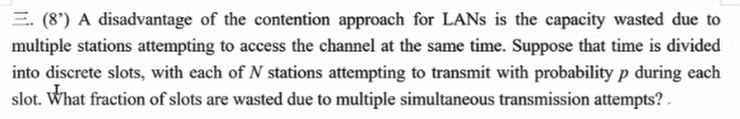 三. (8’) A disadvantage of the contention approach for LANs is the capacity wasted due to
multiple stations attempting to access the channel at the same time. Suppose that time is divided
into discrete slots, with each of N stations attempting to transmit with probability p during each
slot. What fraction of slots are wasted due to multiple simultaneous transmission attempts? .